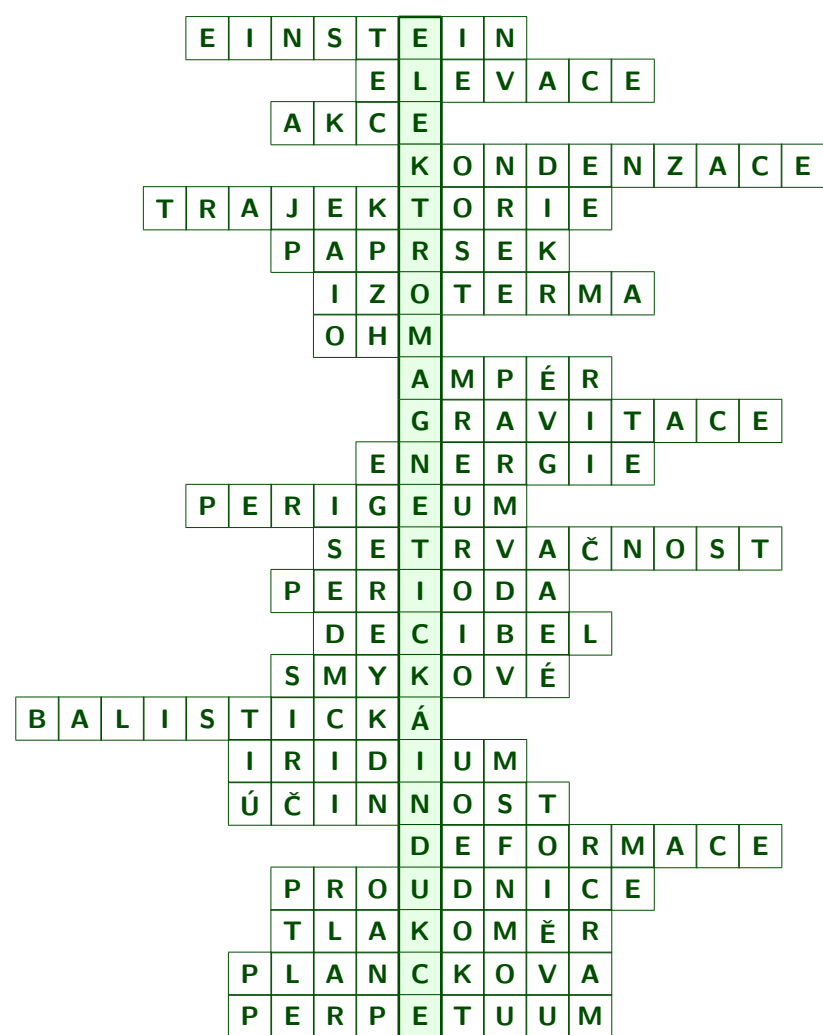 EINSTEIN
ELEVACE
AKCE
KONDENZACE
TRAJEKTORIE
PAPRSEK
IZOTERMA
OHM
AMPÉR
GRAVITACE
ENERGIE
PERIGEUM
SETRVAČNOST
PERIODA
DECIBEL
SMYKOVÉ
BALISTICKÁ
IRIDIUM
ÚČINNOST
DEFORMACE
PROUDNICE
TLAKOMĚR
PLANCKOVA
PERPETUUM